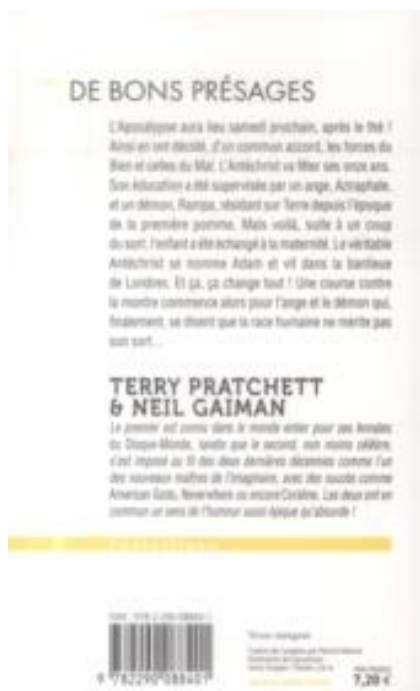 DE BONS PRÉSAGES
L'Apocalypse aura lieu samedi prochain, après le thé !
Ainsi en ont décidé, d'un commun accord, les forces du
Bien et celles du Mal. L'Antéchrist va fêter ses onze ans.
Son éducation a été supervisée par un ange, Aziraphale,
et un démon, Rampa, résidant sur Terre depuis l'époque
de la première pomme. Mais voilà, suite à un coup
du sort, l'enfant a été échangé à la maternité. Le véritable
Antéchrist se nomme Adam et vit dans la banlieue
de Londres. Et ça, ça change tout ! Une course contre
la montre commence alors pour l'ange et le démon qui,
finalement, se disent que la race humaine ne mérite pas
son sort...
TERRY PRATCHETT
& NEIL GAIMAN
Le premier est connu dans le monde entier pour ses Annales
du Disque-Monde, tandis que le second, non moins célèbre,
s'est imposé au fil des deux dernières décennies comme l'un
des nouveaux maîtres de l'imaginaire, avec des succès comme
American Gods, Neverwhere ou encore Coraline. Les deux ont en
commun un sens de l'humour aussi épique qu'absurde !
Texte intégral
7,20 €
9 782290 088401